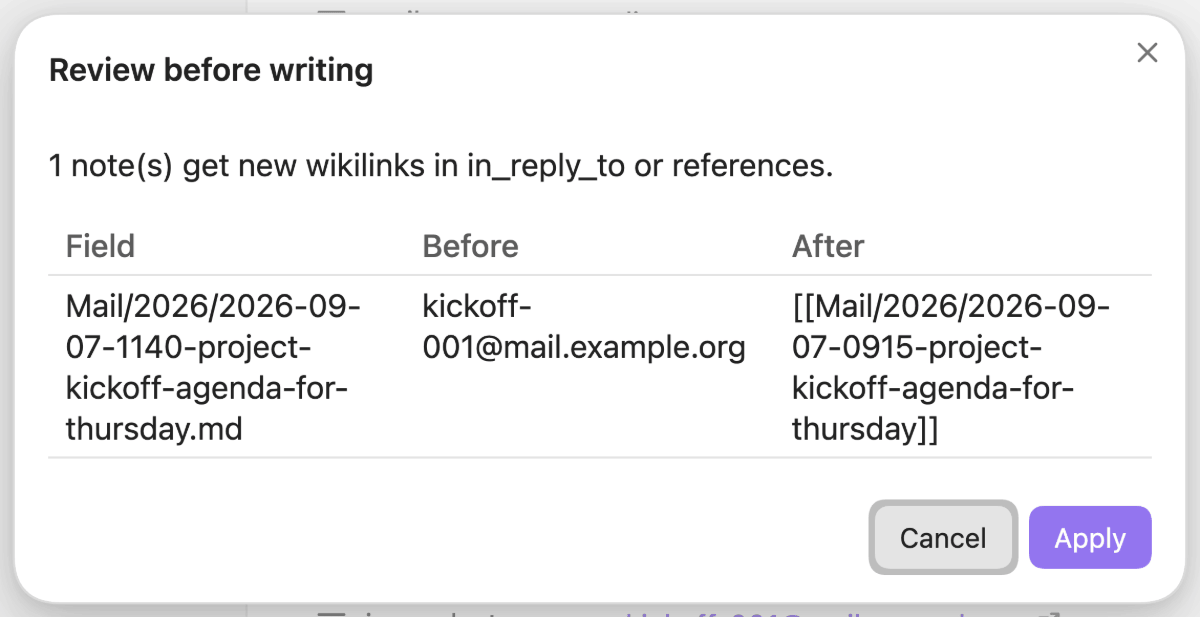 Review before writing
1 note(s) get new wikilinks in in_reply_to or references.
Field Before After
Mail/2026/2026-09-
07-1140-project-
kickoff-agenda-for-
thursday.md
kickoff-
001@mail.example.org
[[Mail/2026/2026-09-
07-0915-project-
kickoff-agenda-for-
thursday]]
Cancel Apply